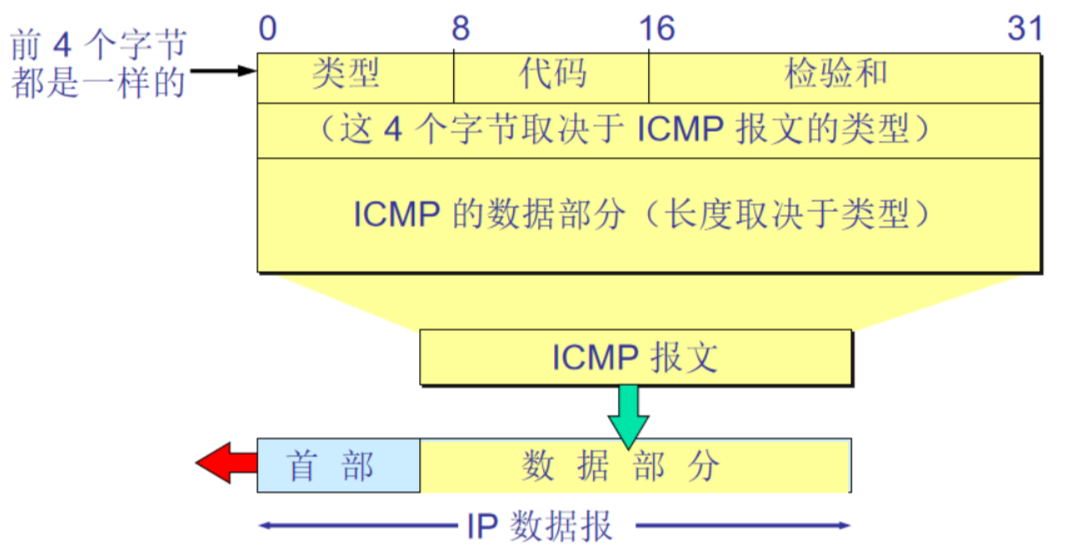 0 8 16 31
前 4 个字节
都是一样的
类型 代码 检验和
（这 4 个字节取决于 ICMP 报文的类型）
ICMP 的数据部分（长度取决于类型）
ICMP 报文
首 部 数 据 部 分
IP 数据报